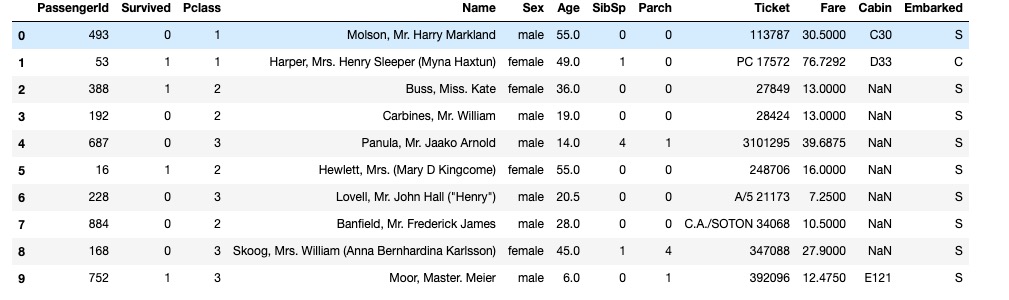 PassengerId Survived Pclass Name Sex Age SibSp Parch Ticket Fare Cabin Embarked
0 493 0 1 Molson, Mr. Harry Markland male 55.0 0 0 113787 30.5000 C30 S
1 53 1 1 Harper, Mrs. Henry Sleeper (Myna Haxtun) female 49.0 1 0 PC 17572 76.7292 D33 C
2 388 1 2 Buss, Miss. Kate female 36.0 0 0 27849 13.0000 NaN S
3 192 0 2 Carbines, Mr. William male 19.0 0 0 28424 13.0000 NaN S
4 687 0 3 Panula, Mr. Jaako Arnold male 14.0 4 1 3101295 39.6875 NaN S
5 16 1 2 Hewlett, Mrs. (Mary D Kingcome) female 55.0 0 0 248706 16.0000 NaN S
6 228 0 3 Lovell, Mr. John Hall ("Henry") male 20.5 0 0 A/5 21173 7.2500 NaN S
7 884 0 2 Banfield, Mr. Frederick James male 28.0 0 0 C.A./SOTON 34068 10.5000 NaN S
8 168 0 3 Skoog, Mrs. William (Anna Bernhardina Karlsson) female 45.0 1 4 347088 27.9000 NaN S
9 752 1 3 Moor, Master. Meier male 6.0 0 1 392096 12.4750 E121 S